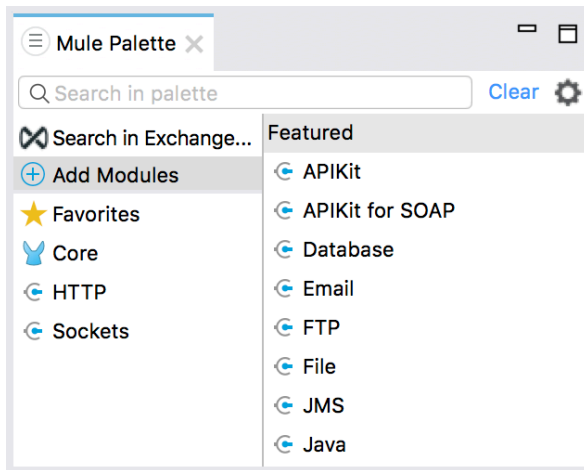 Mule Palette
Search in palette
Clear
Search in Exchange...
Add Modules
Favorites
Core
HTTP
Sockets
Featured
APIKit
APIKit for SOAP
Database
Email
FTP
File
JMS
Java